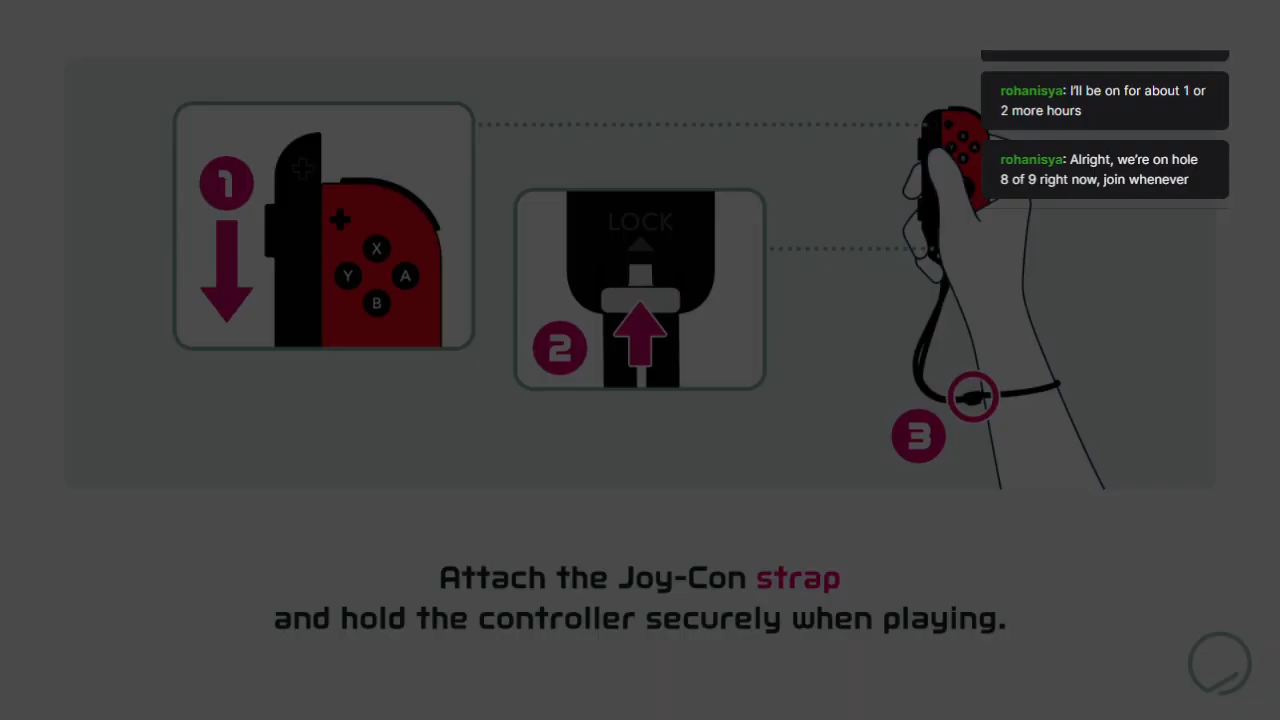 rohanisya: I'll be on for about 1 or
2 more hours
rohanisya: Alright, we're on hole
8 of 9 right now, join whenever
1
X
Y
A
B
LOCK
2
3
Attach the Joy-Con strap
and hold the controller securely when playing.